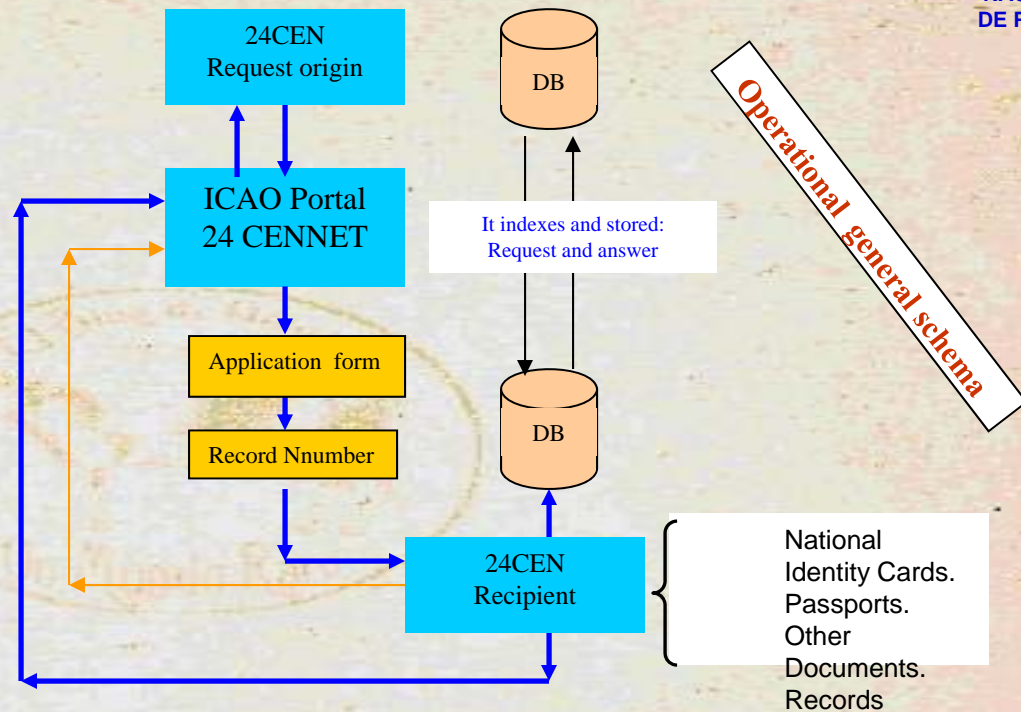 DE
24CEN
Request origin
DB
Operational general schema
ICAO Portal
24 CENNET
It indexes and stored:
Request and answer
Application form
Record Nnumber
DB
24CEN
Recipient
National
Identity Cards.
Passports.
Other
Documents.
Records